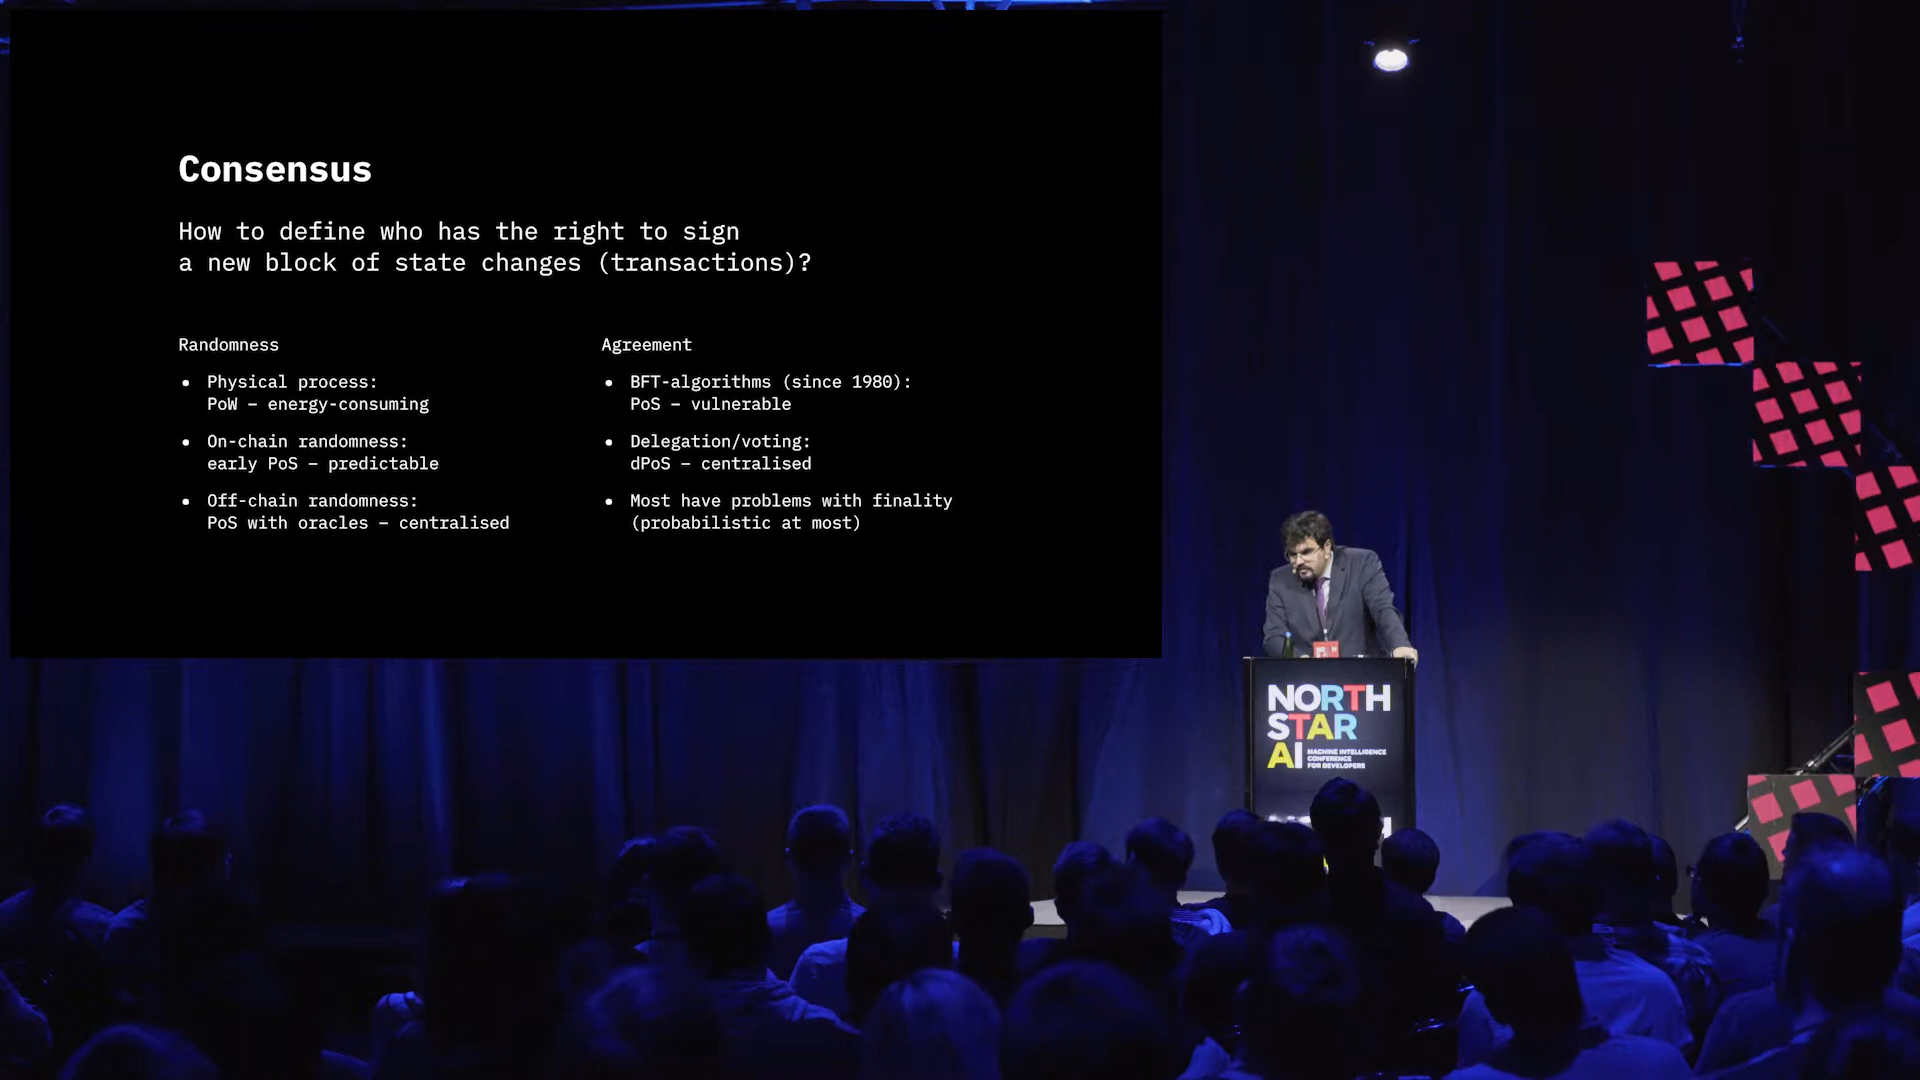 Consensus
How to define who has the right to sign
a new block of state changes (transactions)?
Randomness
• Physical process:
PoW – energy-consuming
• On-chain randomness:
early PoS – predictable
• Off-chain randomness:
PoS with oracles – centralised
Agreement
• BFT-algorithms (since 1980):
PoS – vulnerable
• Delegation/voting:
dPoS – centralised
• Most have problems with finality
(probabilistic at most)
NORTH
STAR
AI
MACHINE INTELLIGENCE
CONFERENCE
FOR DEVELOPERS